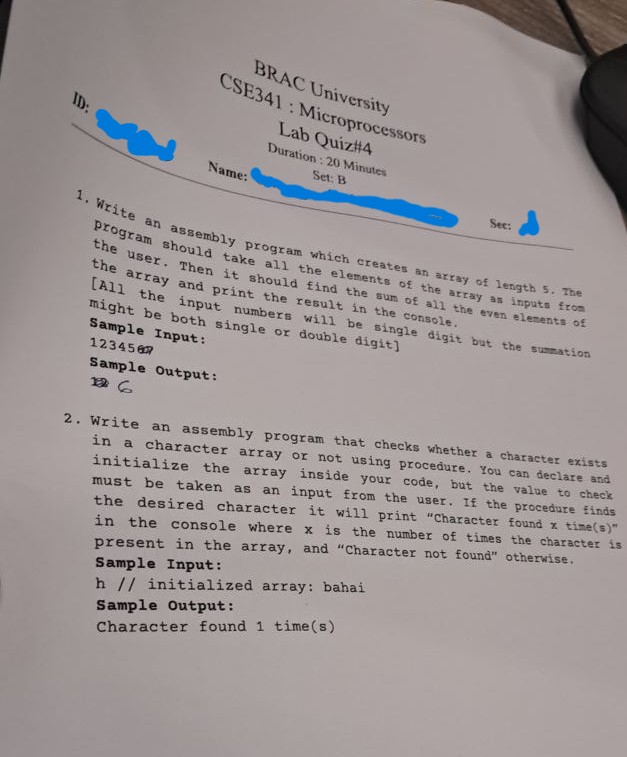 BRAC University
CSE341 : Microprocessors
Lab Quiz#4
Duration : 20 Minutes
Set: B
ID:
Name:
Sec:
1. Write an assembly program which creates an array of length 5. The
program should take all the elements of the array as inputs from
the user. Then it should find the sum of all the even elements of
the array and print the result in the console.
[All the input numbers will be single digit but the summation
might be both single or double digit]
Sample Input:
12345
Sample Output:
6
2. Write an assembly program that checks whether a character exists
in a character array or not using procedure. You can declare and
initialize the array inside your code, but the value to check
must be taken as an input from the user. If the procedure finds
the desired character it will print "Character found x time(s)"
in the console where x is the number of times the character is
present in the array, and "Character not found" otherwise.
Sample Input:
h // initialized array: bahai
Sample Output:
Character found 1 time(s)